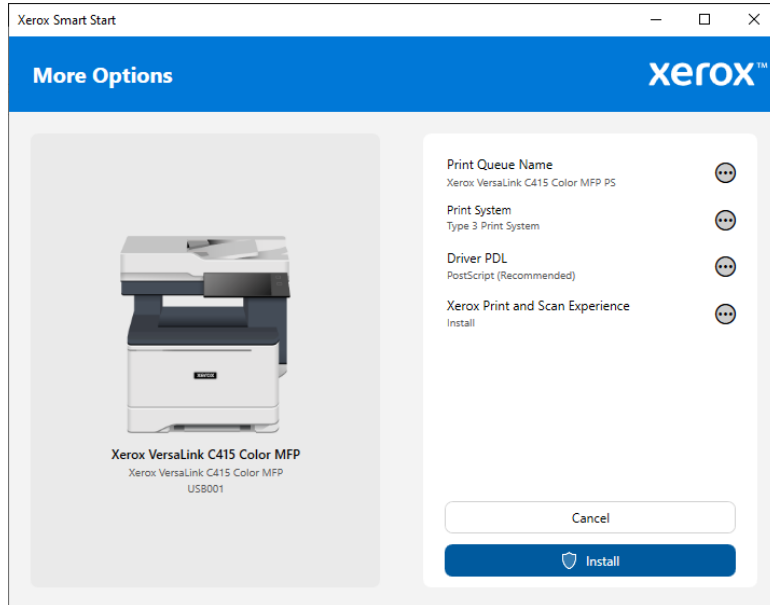 Xerox Smart Start
More Options
xerox™
XEROX
Xerox VersaLink C415 Color MFP
Xerox VersaLink C415 Color MFP
USB001
Print Queue Name
Xerox VersaLink C415 Color MFP PS
Print System
Type 3 Print System
Driver PDL
PostScript (Recommended)
Xerox Print and Scan Experience
Install
Cancel
Install